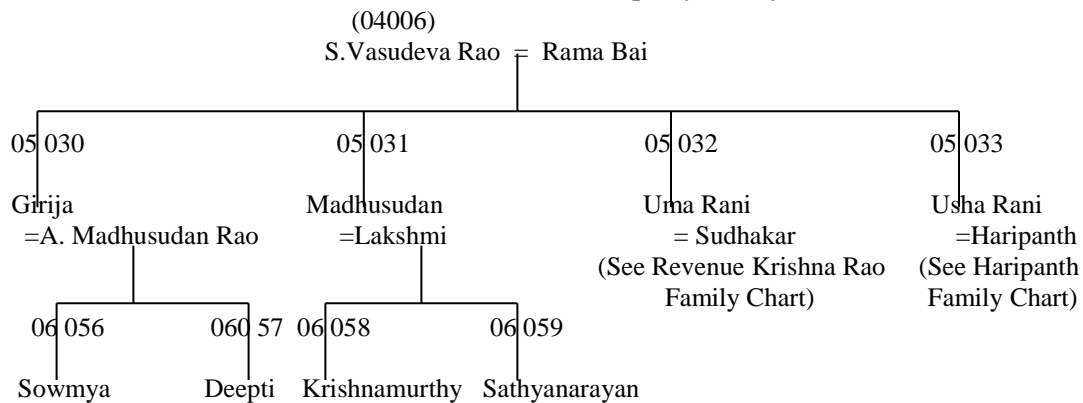 (04006)
S.Vasudeva Rao = Rama Bai
05 030 05 031 05 032 05 033
Girija Madhusudan Uma Rani Usha Rani
=A. Madhusudan Rao =Lakshmi = Sudhakar =Haripanth
(See Revenue Krishna Rao (See Haripanth
Family Chart) Family Chart)
06 056 060 57 06 058 06 059
Sowmya Deepti Krishnamurthy Sathyanarayan